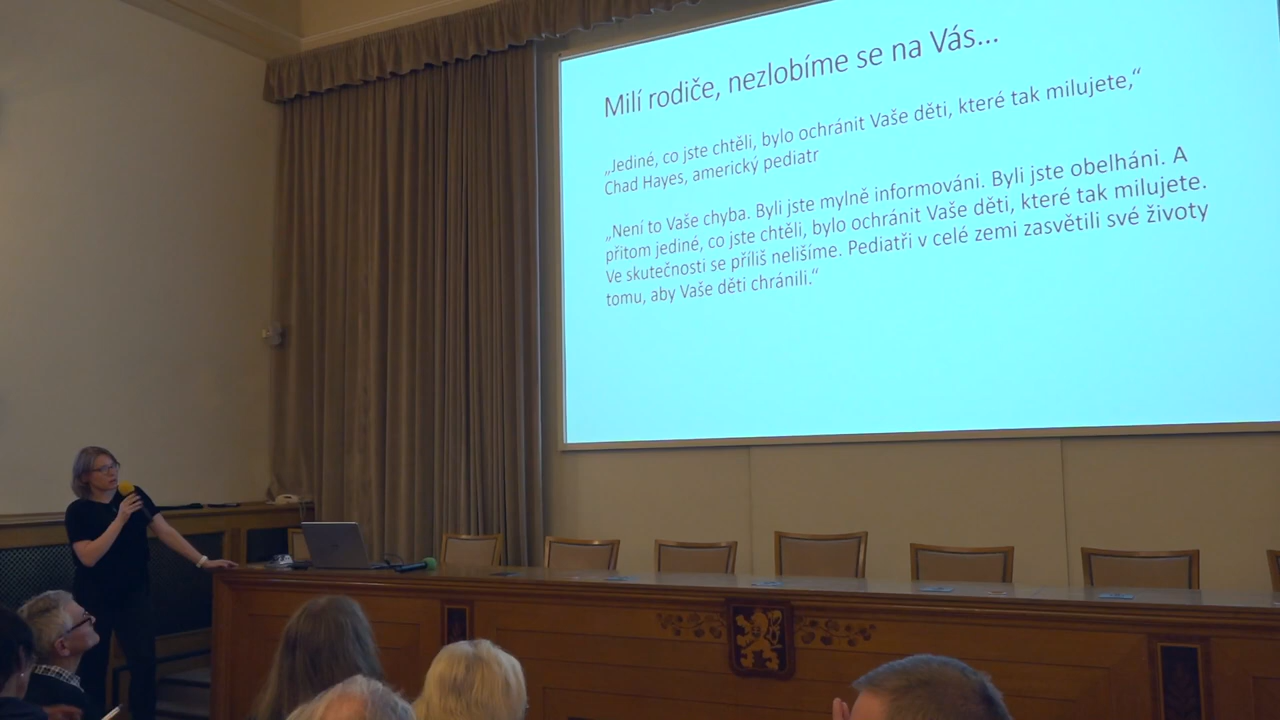 Milí rodiče, nezlobíme se na Vás...
„Jediné, co jste chtěli, bylo ochránit Vaše děti, které tak milujete,“
Chad Hayes, americký pediatr
„Není to Vaše chyba. Byli jste mylně informováni. Byli jste obelháni. A
přitom jediné, co jste chtěli, bylo ochránit Vaše děti, které tak milujete.
Ve skutečnosti se příliš nelišíme. Pediatři v celé zemi zasvětili své životy
tomu, aby Vaše děti chránili.“